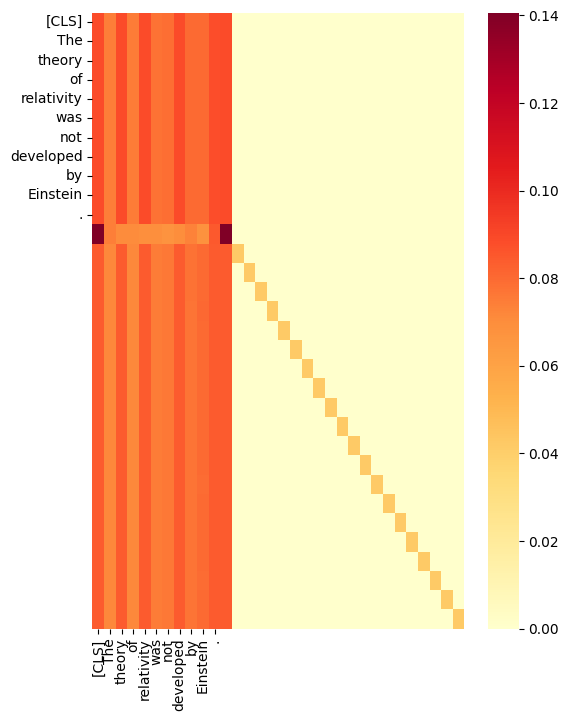 [CLS]
The
theory
of
relativity
was
not
developed
by
Einstein
.
0.14
0.12
0.10
0.08
0.06
0.04
0.02
0.00
[CLS]
The
theory
of
relativity
was
not
developed
by
Einstein
.